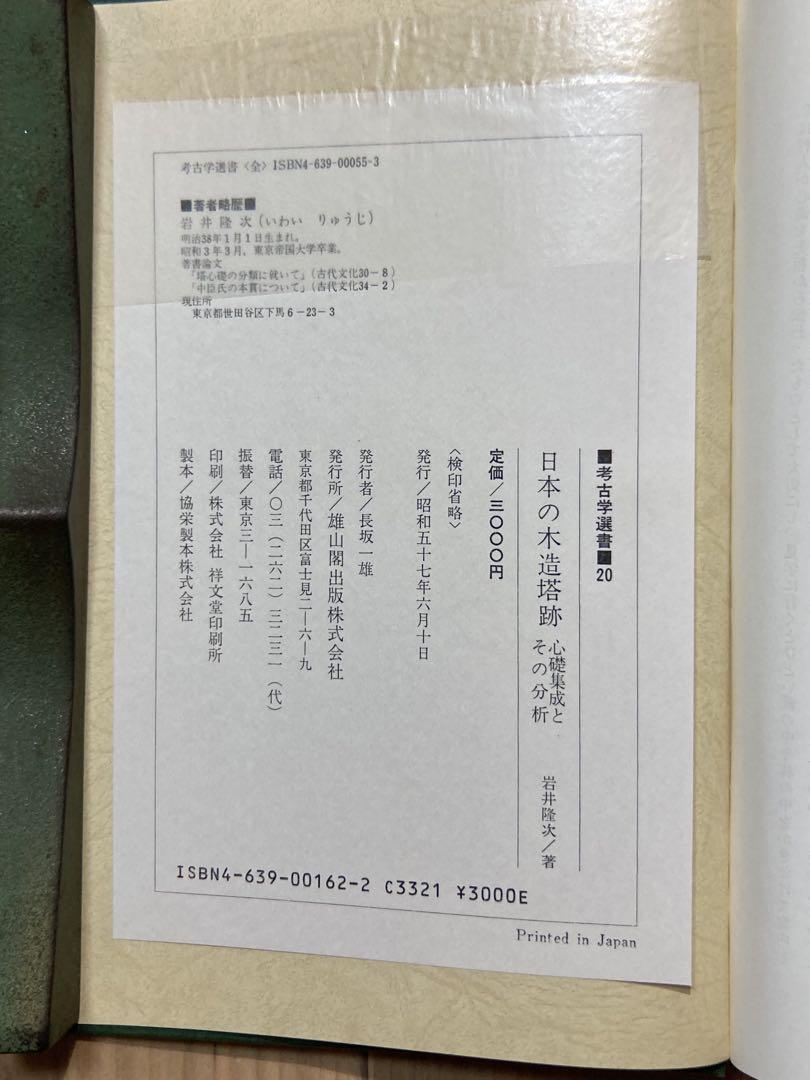 考古学選書〈全〉ISBN4-639-00055-3
■著者略歴■
岩井隆次(いわい りゅうじ)
明治38年1月1日生まれ。
昭和3年3月、東京帝国大学卒業。
著書論文
「塔心礎の分類に就いて」(古代文化30-8)
「中臣氏の本貫について」(古代文化34-2)
現住所
東京都世田谷区下馬6-23-3
■考古学選書■20
日本の木造塔跡 心礎集成と
その分析
岩井隆次/著
定価/三〇〇〇円
〈検印省略〉
発行/昭和五十七年六月十日
発行者/長坂一雄
発行所/雄山閣出版株式会社
東京都千代田区富士見二―六―九
電話/〇三(二六二)三二三一(代)
振替/東京三―一六八五
印刷/株式会社 祥文堂印刷所
製本/協栄製本株式会社
ISBN4-639-00162-2 C3321 ¥3000E
Printed in Japan